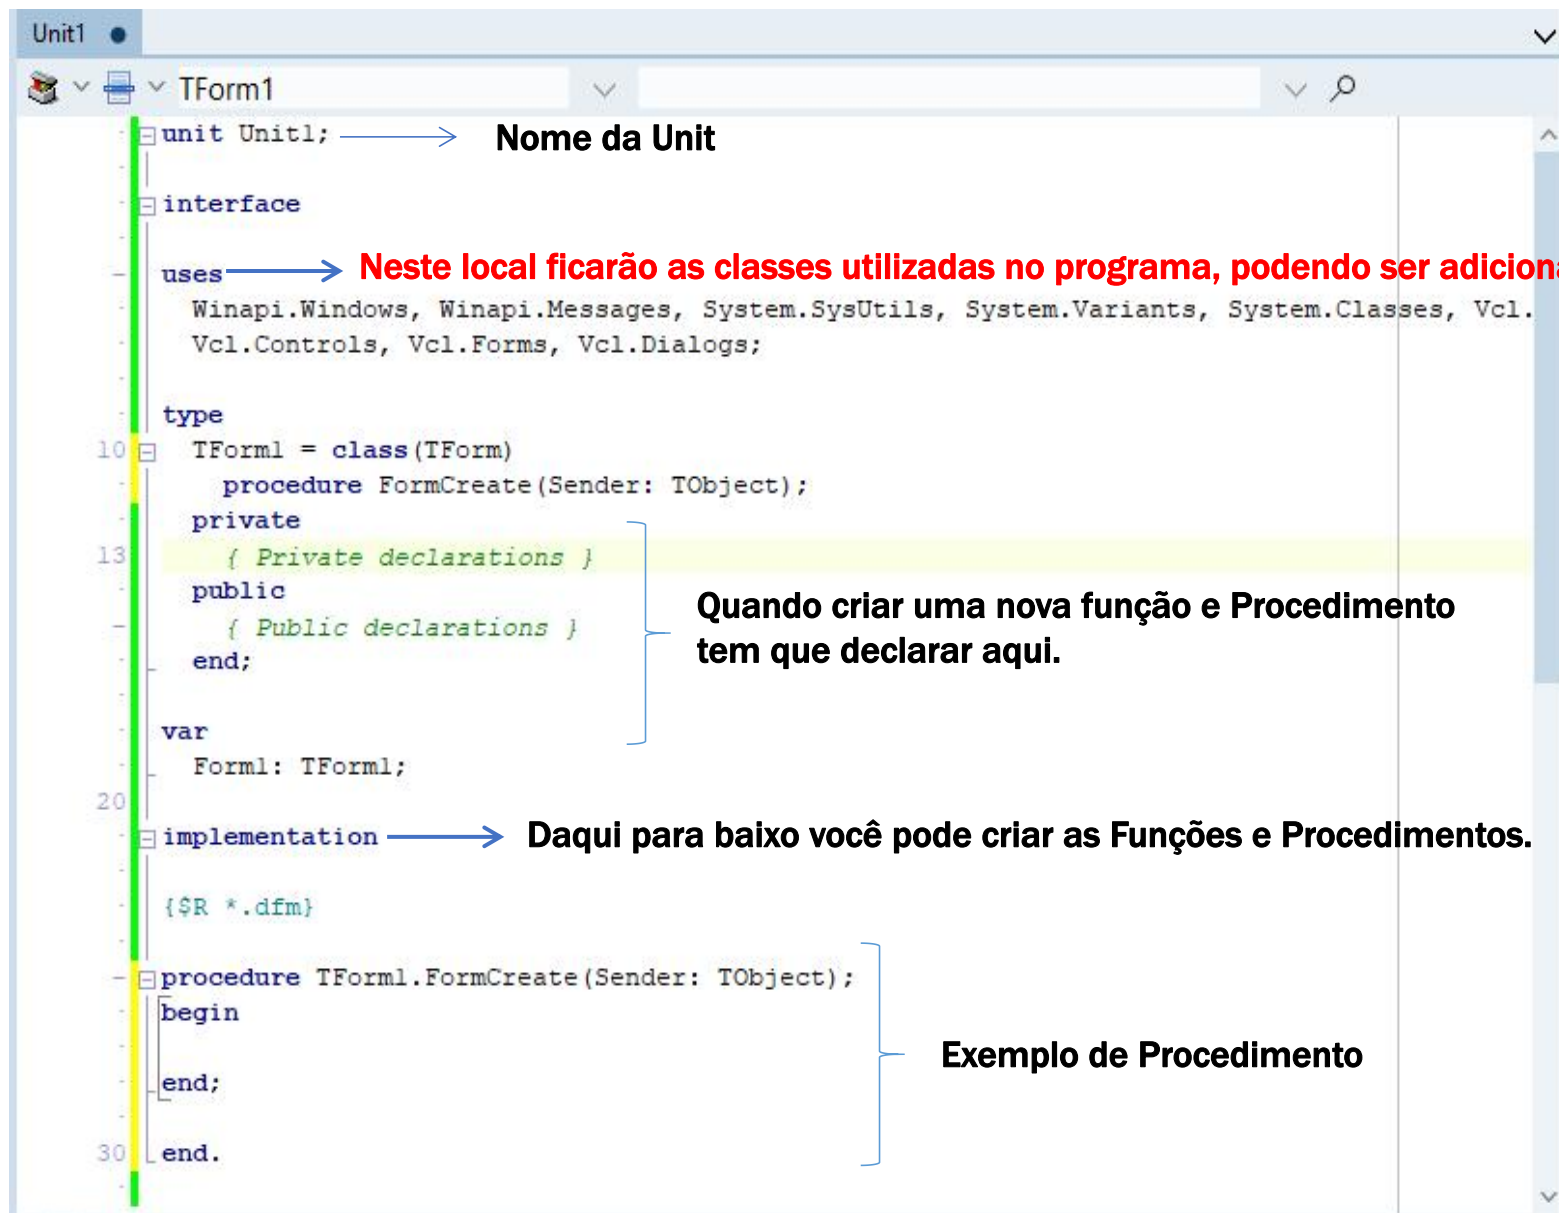 Unit1
TForm1
unit Unit1; Nome da Unit
interface
uses Neste local ficarão as classes utilizadas no programa, podendo ser
Winapi.Windows, Winapi.Messages, System.SysUtils, System.Variants, System.Classes, Vcl.
Vcl.Controls, Vcl.Forms, Vcl.Dialogs;
type
10 TForm1 = class(TForm)
procedure FormCreate(Sender: TObject);
private
13 { Private declarations }
public
{ Public declarations }
end;
Quando criar uma nova função e Procedimento
tem que declarar aqui.
var
Form1: TForm1;
20
implementation Daqui para baixo você pode criar as Funções e Procedimentos.
{$R *.dfm}
procedure TForm1.FormCreate(Sender: TObject);
begin
Exemplo de Procedimento
end;
30 end.